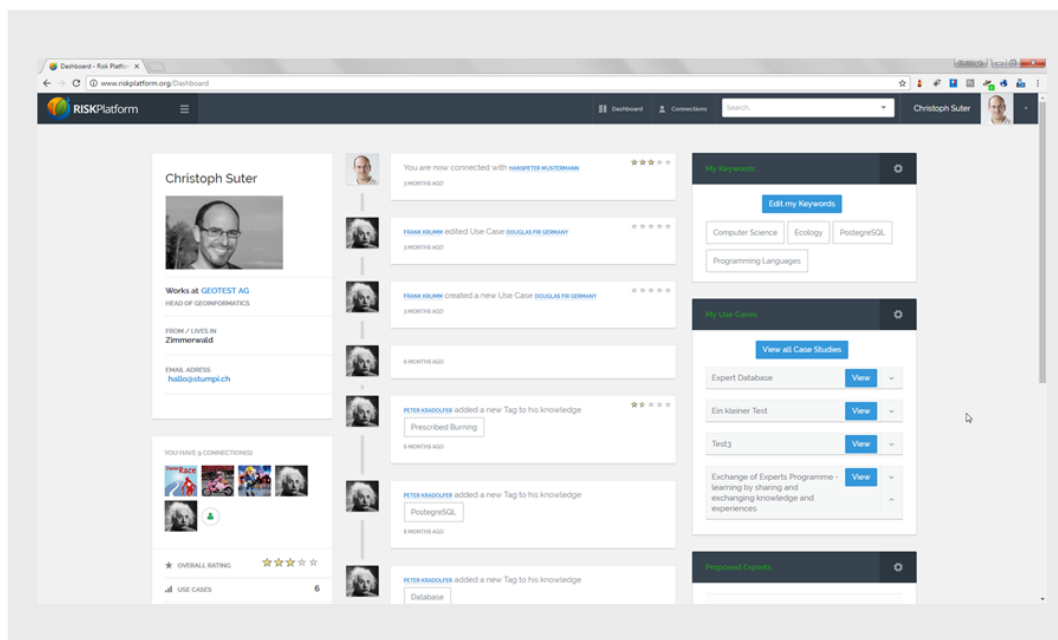 Dashboard - Risk Platfor
www.riskplatform.org/Dashboard
RISKPlatform
Dashboard
Connections
Search...
Christoph Suter
Christoph Suter
Works at GEOTEST AG
HEAD OF GEOINFORMATICS
FROM / LIVES IN
Zimmerwald
EMAIL ADRESS
hallo@stumpi.ch
YOU HAVE 9 CONNECTION(S)
Race
OVERALL RATING
USE CASES 6
You are now connected with HANSPETER MUSTERMANN
3 MONTHS AGO
FRANK KRUMM edited Use Case DOUGLAS FIR GERMANY
3 MONTHS AGO
FRANK KRUMM created a new Use Case DOUGLAS FIR GERMANY
3 MONTHS AGO
6 MONTHS AGO
PETER KRADOLFER added a new Tag to his knowledge
Prescribed Burning
6 MONTHS AGO
PETER KRADOLFER added a new Tag to his knowledge
PostegreSQL
6 MONTHS AGO
PETER KRADOLFER added a new Tag to his knowledge
Database
My Keywords
Edit my Keywords
Computer Science
Ecology
PostegreSQL
Programming Languages
My Use Cases
View all Case Studies
Expert Database View
Ein kleiner Test View
Test3 View
Exchange of Experts Programme - View
learning by sharing and
exchanging knowledge and
experiences
Proposed Experts